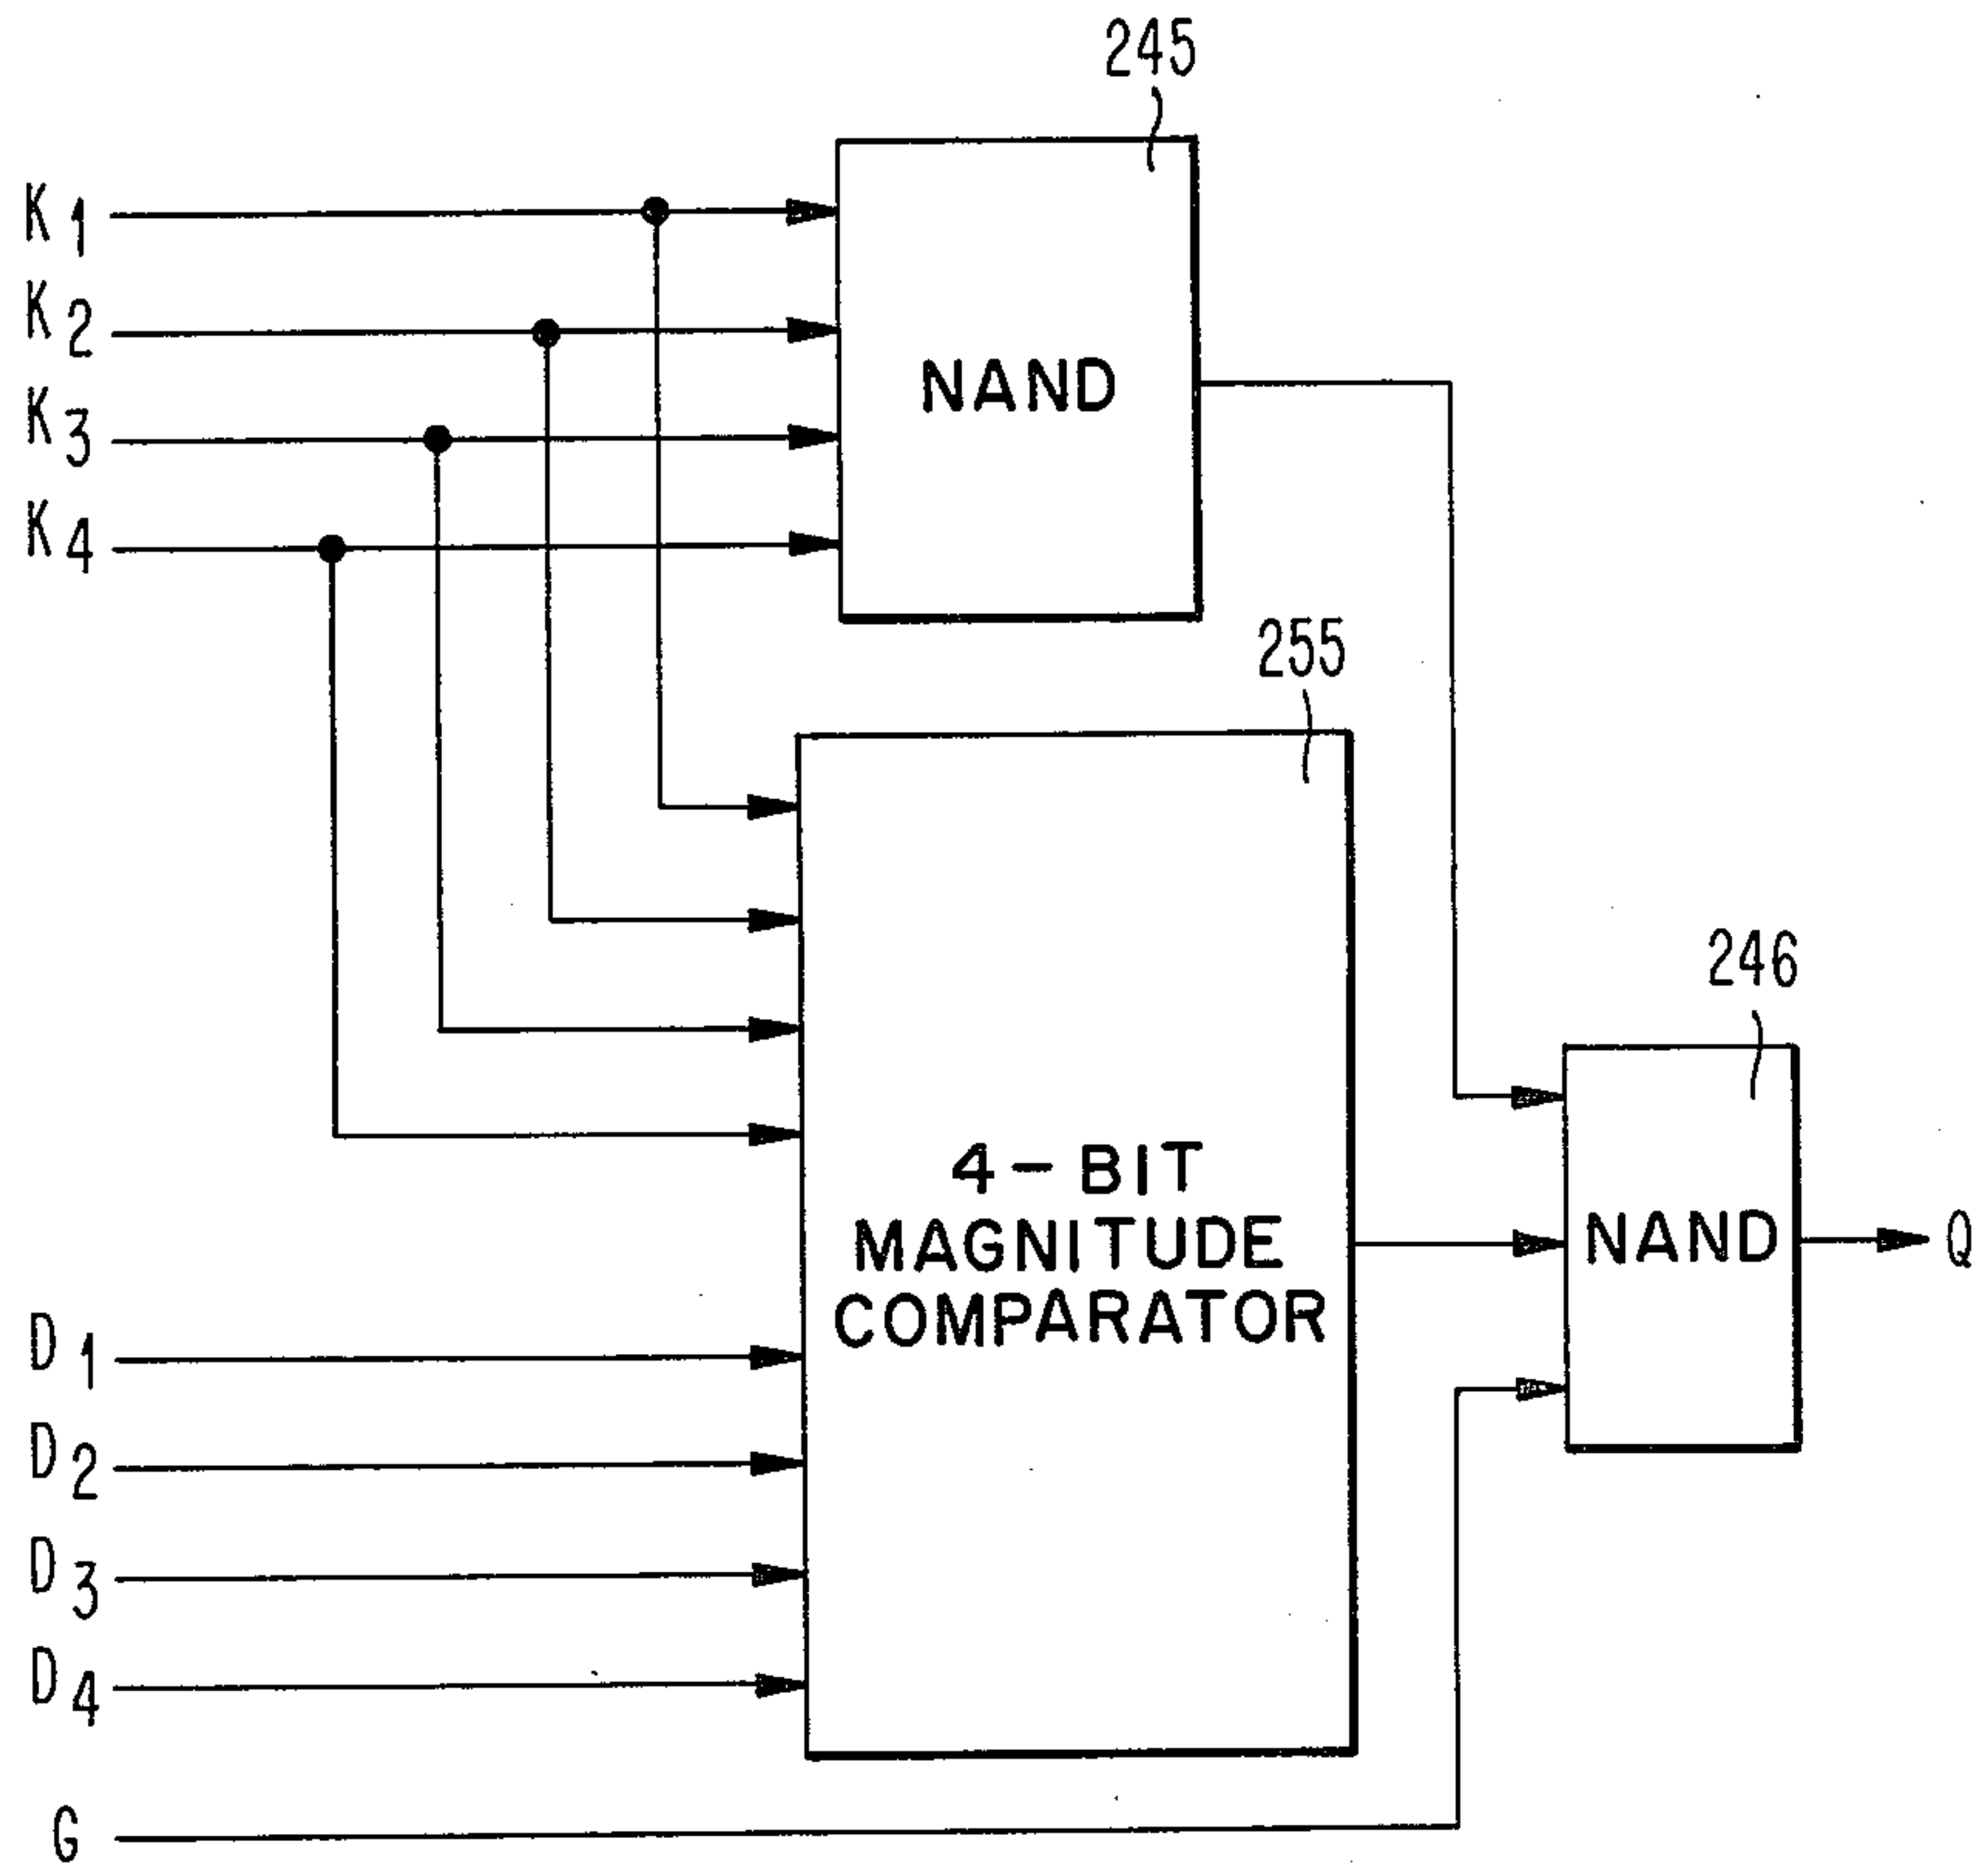 245
K1
K2
K3
K4
NAND
255
246
4-BIT
MAGNITUDE
COMPARATOR
NAND
Q
D1
D2
D3
D4
G